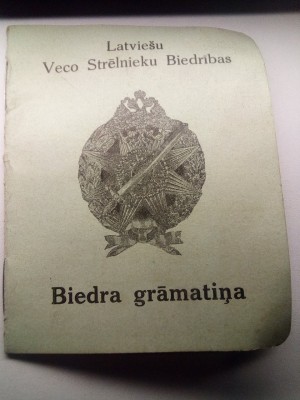 Latviešu
Veco Strēlnieku Biedrības
Biedra grāmatiņa